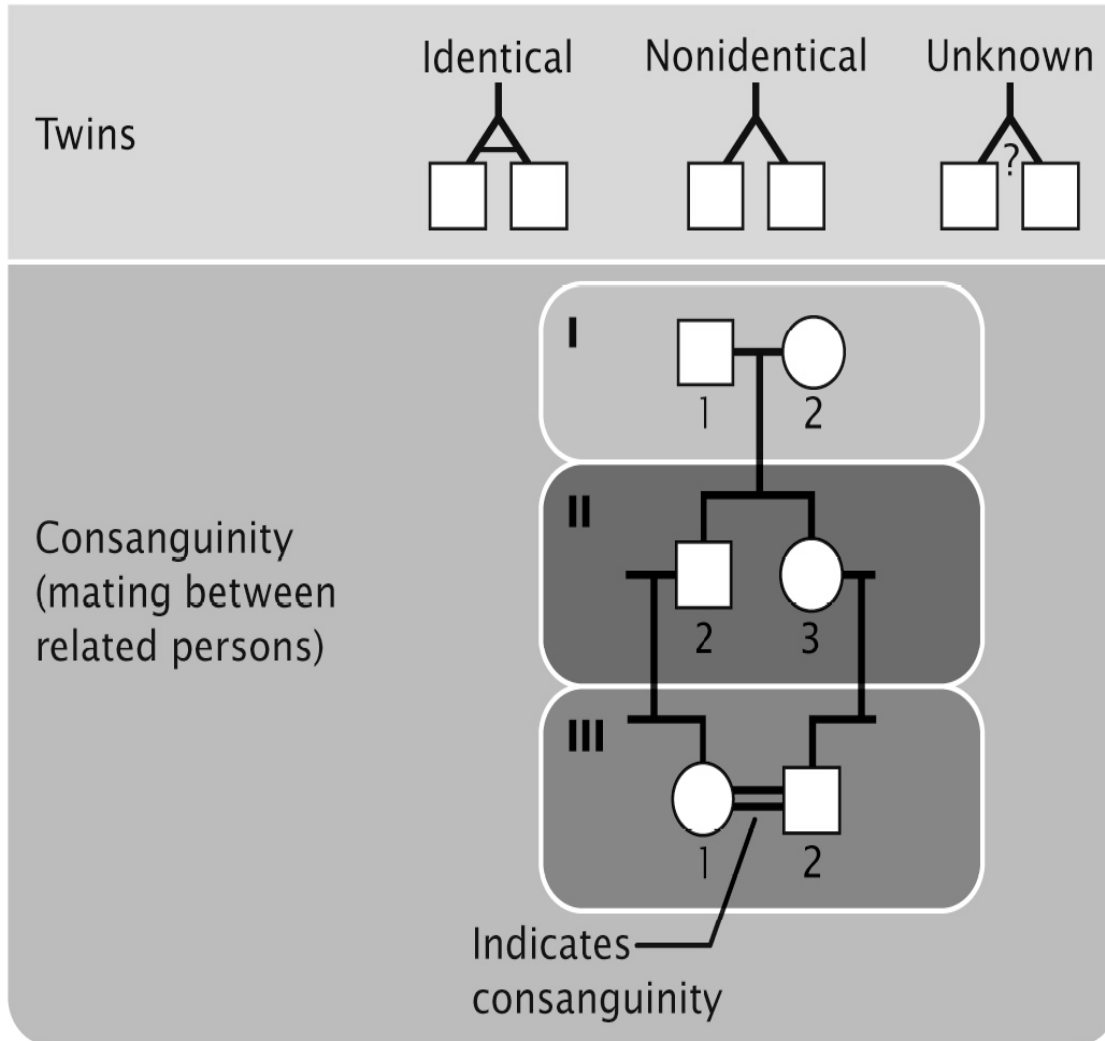 Identical Nonidentical Unknown
Twins
?
I
1 2
II
Consanguinity
(mating between
related persons)
2 3
III
1 2
Indicates
consanguinity